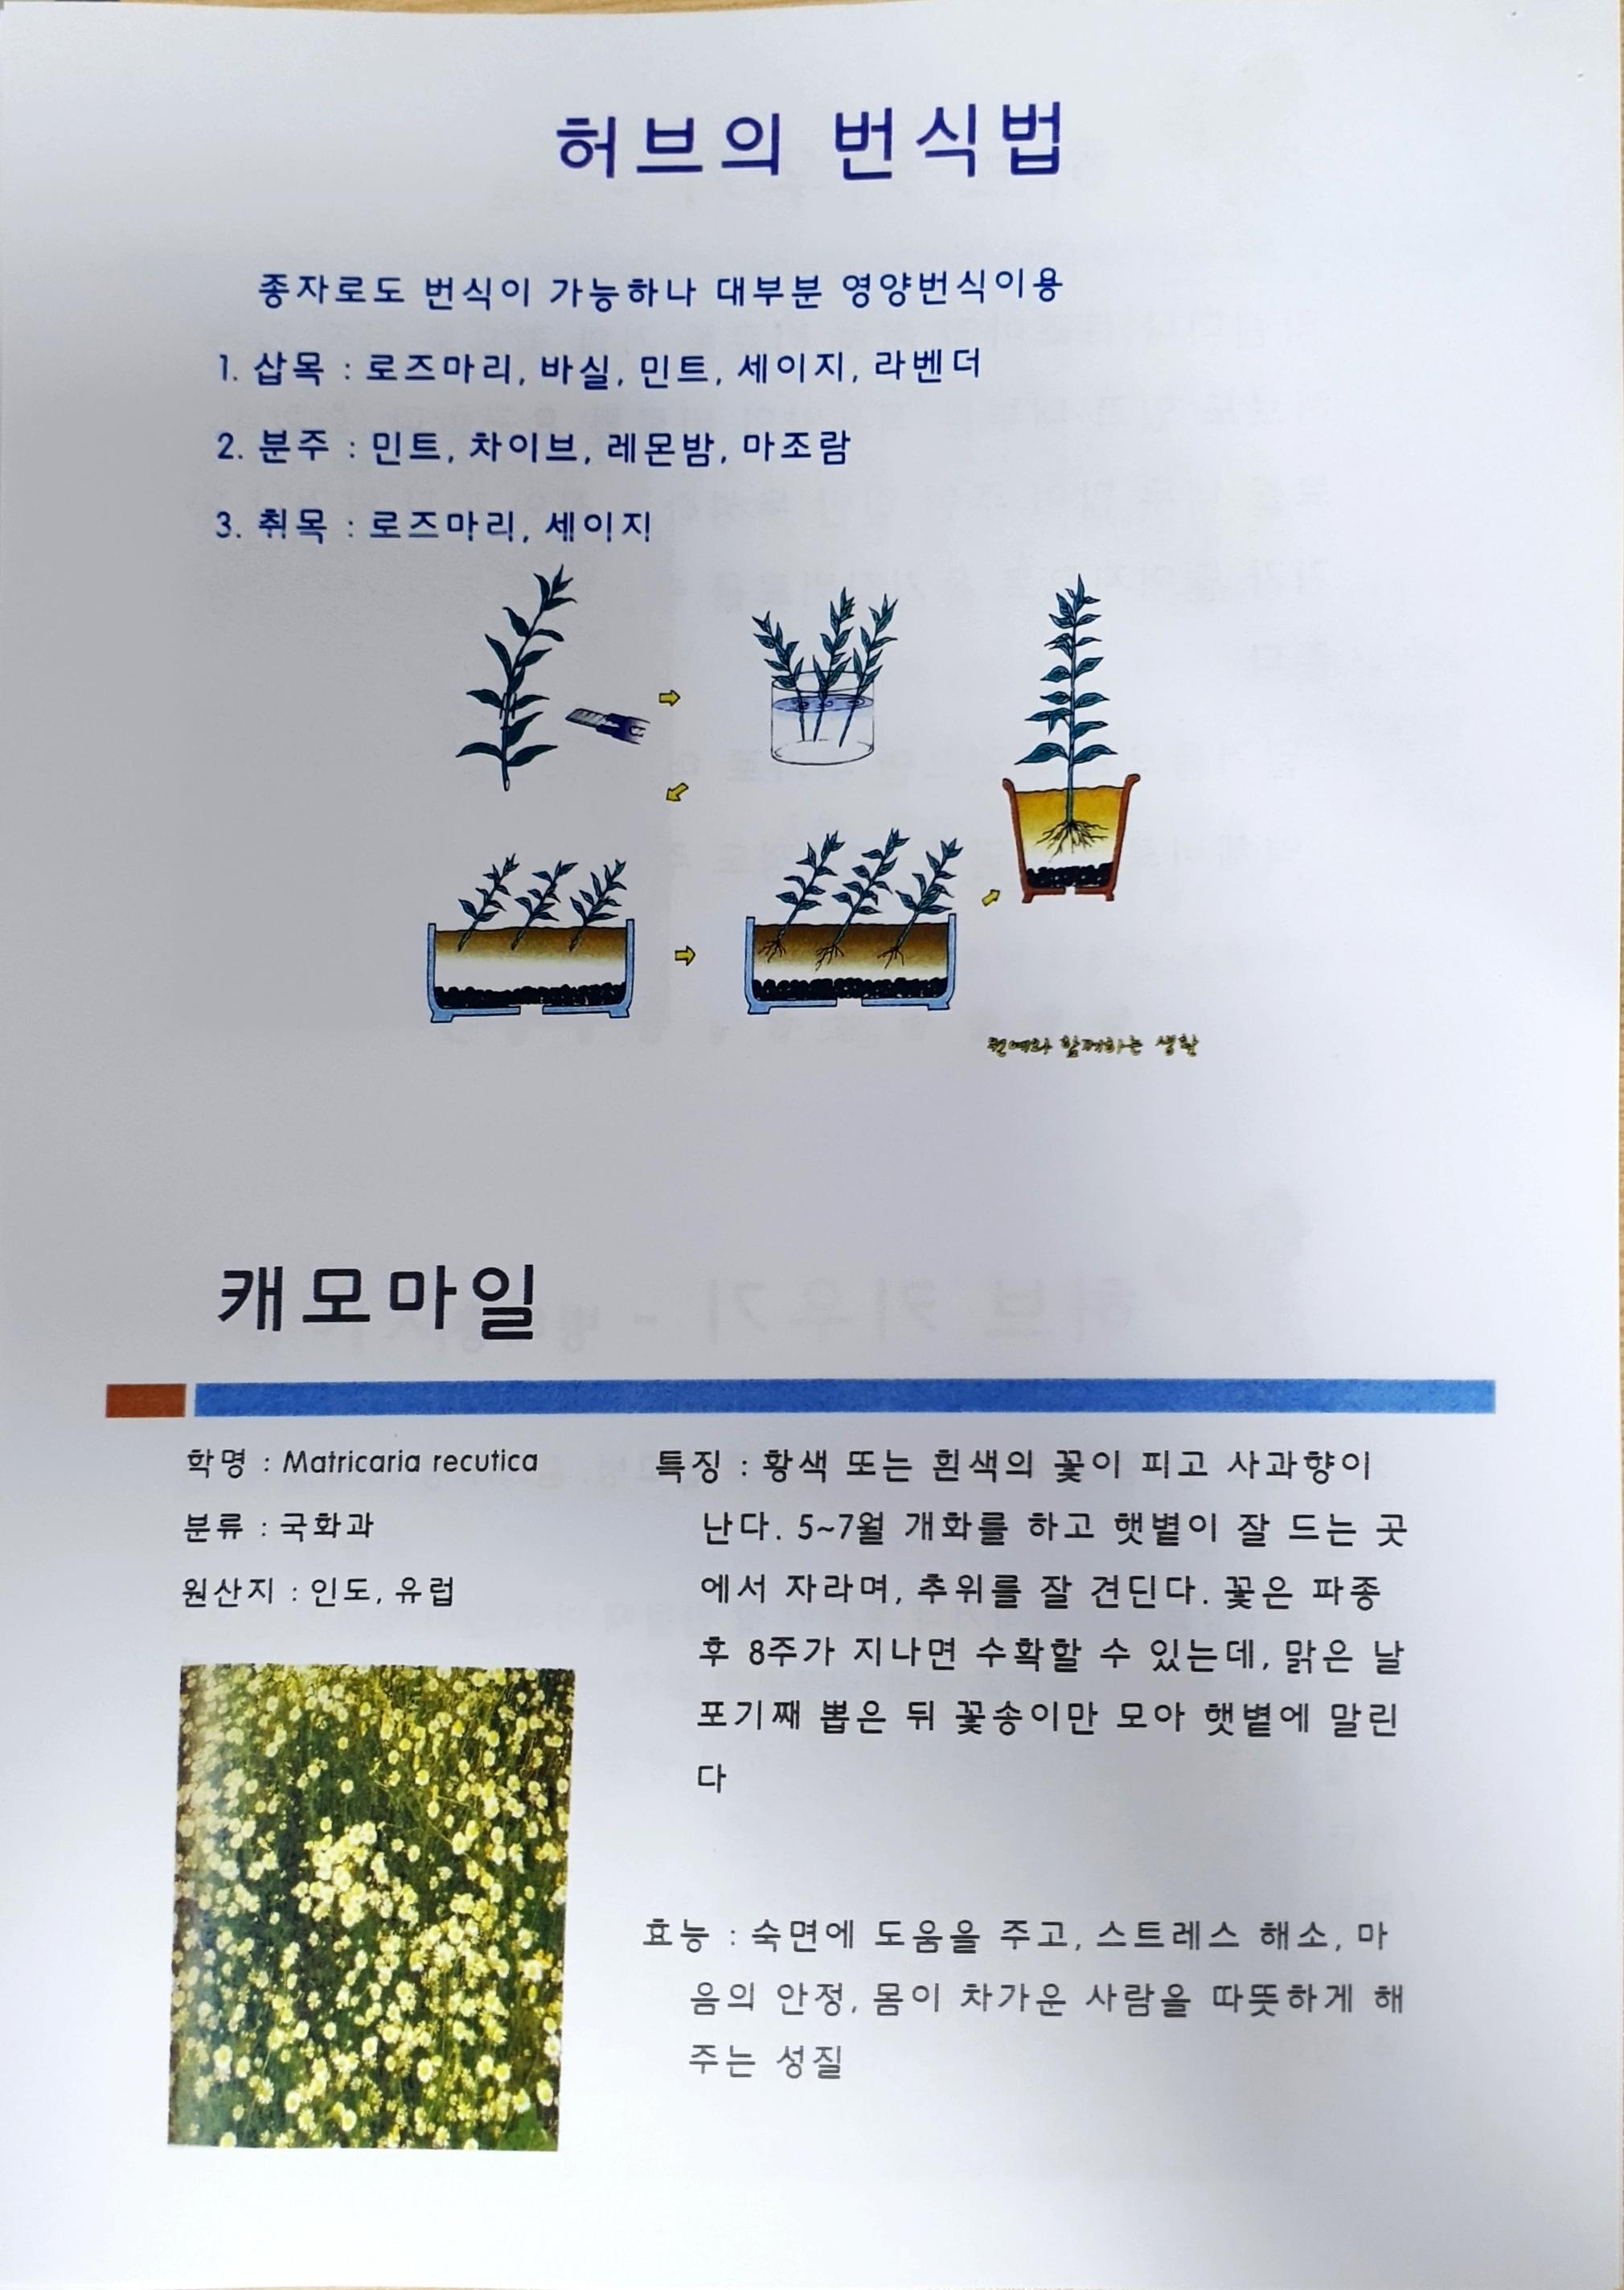 허브의 번식법
종자로도 번식이 가능하나 대부분 영양번식이용
1. 삽목 : 로즈마리, 바실, 민트, 세이지, 라벤더
2. 분주 : 민트, 차이브, 레몬밤, 마조람
3. 취목 : 로즈마리, 세이지
원예와 함께하는 생활
캐모마일
학명 : Matricaria recutica
분류 : 국화과
원산지 : 인도, 유럽
특징 : 황색 또는 흰색의 꽃이 피고 사과향이
난다. 5~7월 개화를 하고 햇볕이 잘 드는 곳
에서 자라며, 추위를 잘 견딘다. 꽃은 파종
후 8주가 지나면 수확할 수 있는데, 맑은 날
포기째 뽑은 뒤 꽃송이만 모아 햇볕에 말린
다
효능 : 숙면에 도움을 주고, 스트레스 해소, 마
음의 안정, 몸이 차가운 사람을 따뜻하게 해
주는 성질